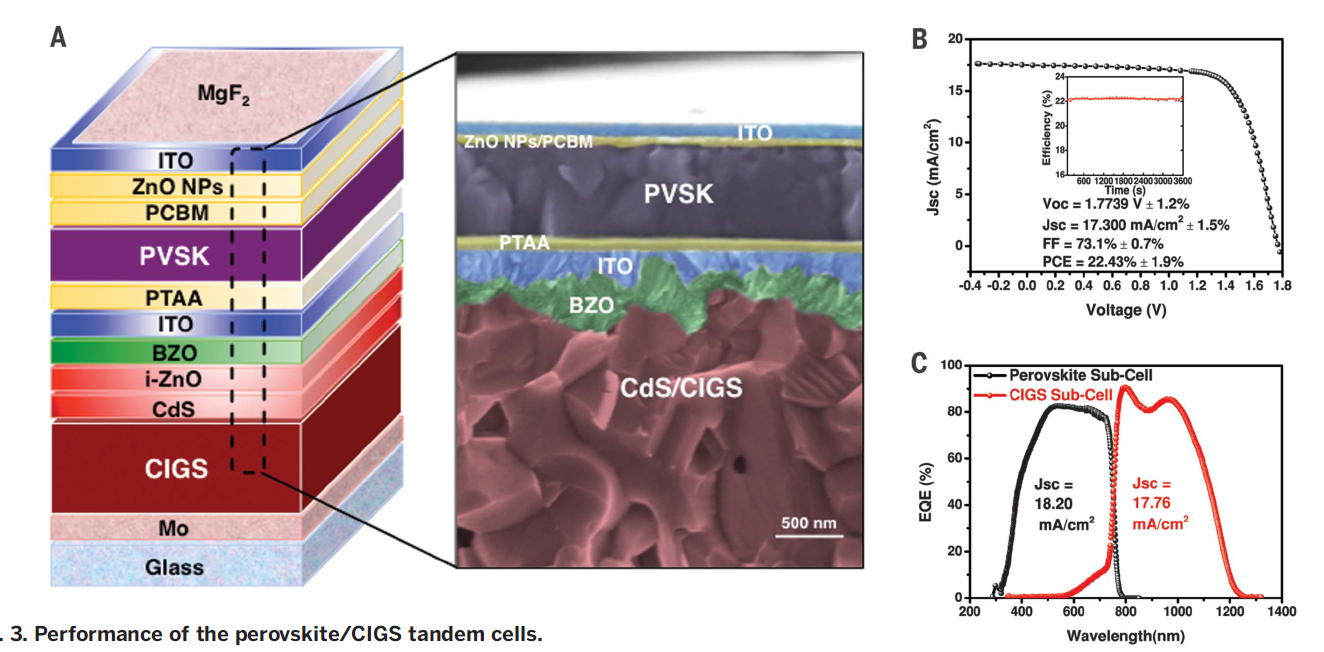 A
MgF2
ITO
ZnO NPs
PCBM
PVSK
PTAA
ITO
BZO
i-ZnO
CdS
CIGS
Mo
Glass
ITO
ZnO NPs/PCBM
PVSK
PTAA
ITO
BZO
CdS/CIGS
500 nm
B
Jsc (mA/cm2)
20
15
10
5
0
-0.4 -0.2 0.0 0.2 0.4 0.6 0.8 1.0 1.2 1.4 1.6 1.8
Voltage (V)
Efficiency (%)
24
22
20
18
16
600 1200 1800 2400 3000 3600
Time (s)
Voc = 1.7739 V ± 1.2%
Jsc = 17.300 mA/cm2 ± 1.5%
FF = 73.1% ± 0.7%
PCE = 22.43% ± 1.9%
C
EQE (%)
100
80
60
40
20
0
Perovskite Sub-Cell
CIGS Sub-Cell
Jsc =
18.20
mA/cm2
Jsc =
17.76
mA/cm2
200 400 600 800 1000 1200 1400
Wavelength(nm)
. 3. Performance of the perovskite/CIGS tandem cells.